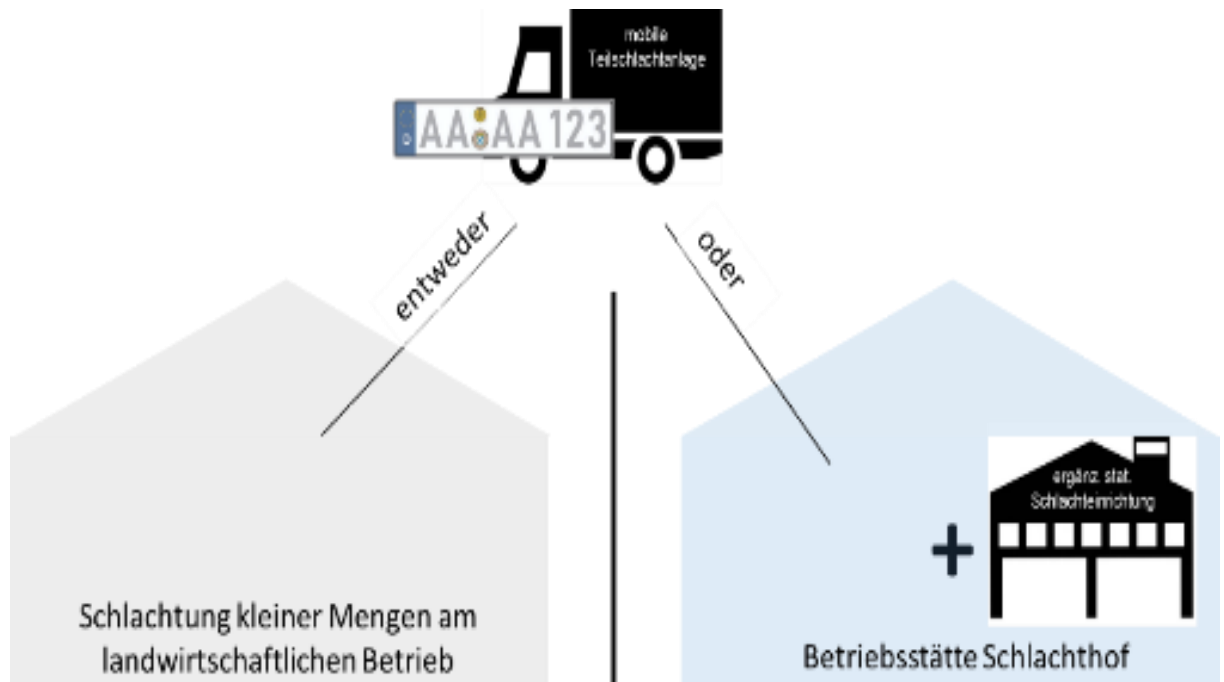 mobile
Teilschlachtanlage
AA AA 123
entweder
oder
ergänz. stat.
Schlachteinrichtung
+
Schlachtung kleiner Mengen am
landwirtschaftlichen Betrieb
Betriebsstätte Schlachthof